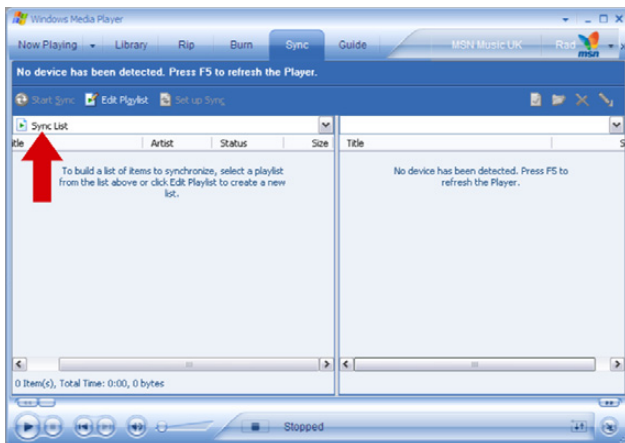 Windows Media Player
Now Playing Library Rip Burn Sync Guide MSN Music UK Rad msn
No device has been detected. Press F5 to refresh the Player.
Start Sync Edit Playlist Set up Sync
Sync List
itle Artist Status Size Title S
To build a list of items to synchronize, select a playlist
from the list above or click Edit Playlist to create a new
list.
No device has been detected. Press F5 to
refresh the Player.
0 Item(s), Total Time: 0:00, 0 bytes
Stopped